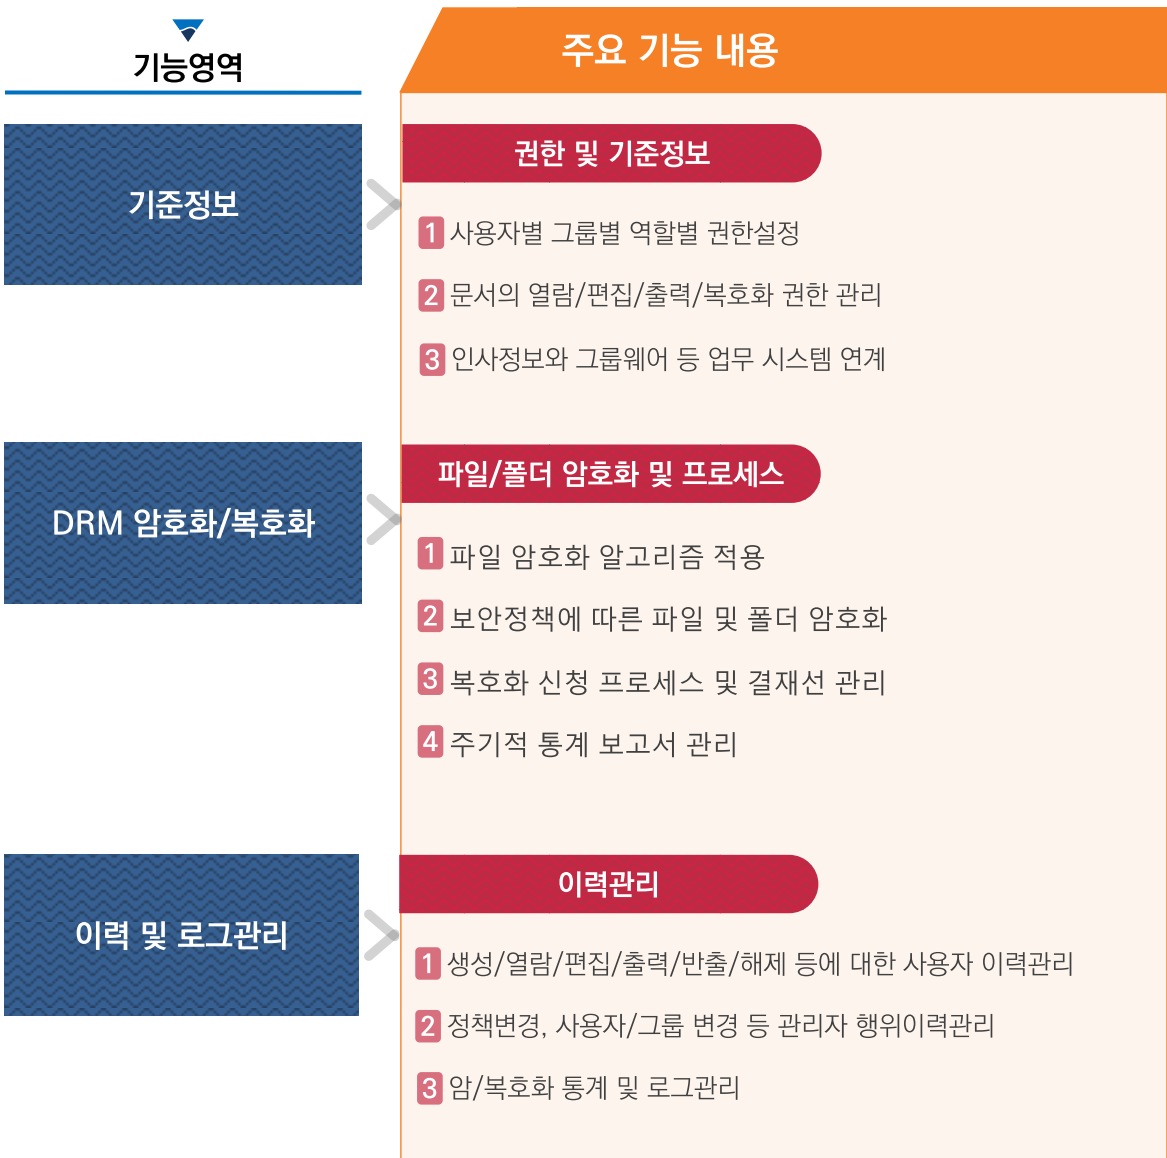 기능영역
주요 기능 내용
기준정보
권한 및 기준정보
1 사용자별 그룹별 역할별 권한설정
2 문서의 열람/편집/출력/복호화 권한 관리
3 인사정보와 그룹웨어 등 업무 시스템 연계
DRM 암호화/복호화
파일/폴더 암호화 및 프로세스
1 파일 암호화 알고리즘 적용
2 보안정책에 따른 파일 및 폴더 암호화
3 복호화 신청 프로세스 및 결재선 관리
4 주기적 통계 보고서 관리
이력 및 로그관리
이력관리
1 생성/열람/편집/출력/반출/해제 등에 대한 사용자 이력관리
2 정책변경, 사용자/그룹 변경 등 관리자 행위이력관리
3 암/복호화 통계 및 로그관리